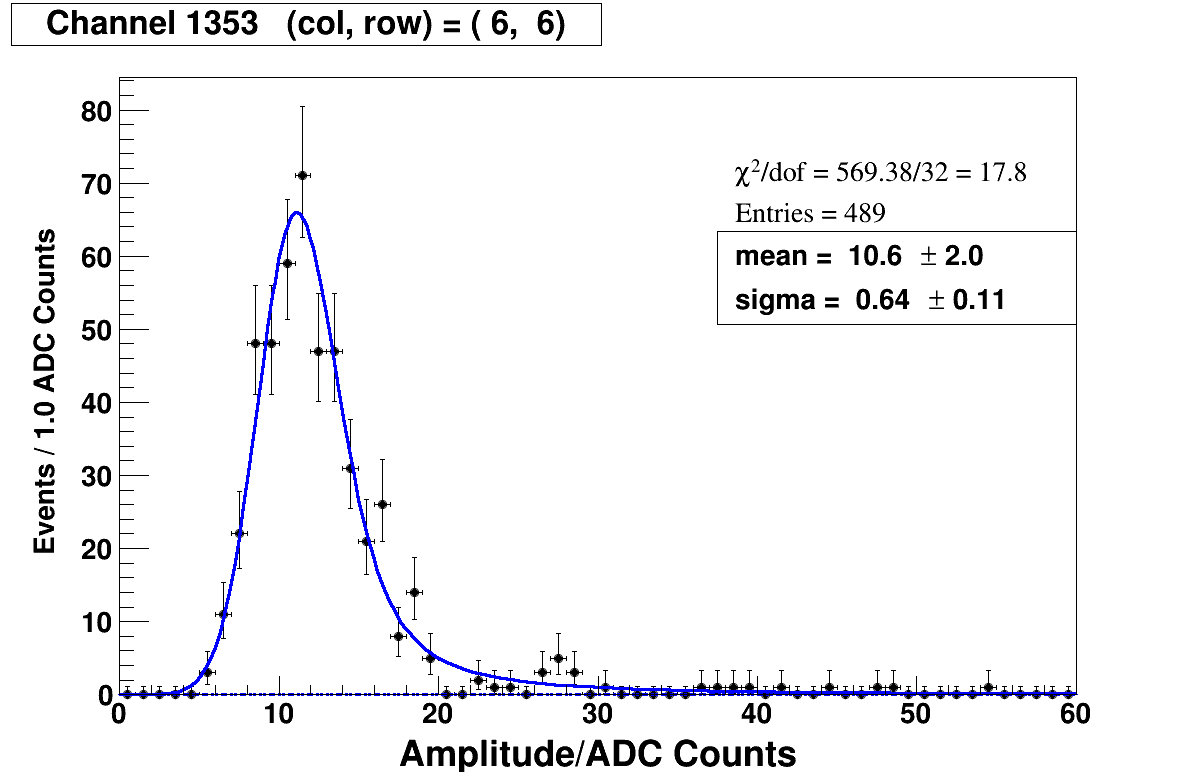 Channel 1353 (col, row) = ( 6, 6)
χ²/dof = 569.38/32 = 17.8
Entries = 489
mean = 10.6 ± 2.0
sigma = 0.64 ± 0.11
Events / 1.0 ADC Counts
80
70
60
50
40
30
20
10
0
0 10 20 30 40 50 60
Amplitude/ADC Counts